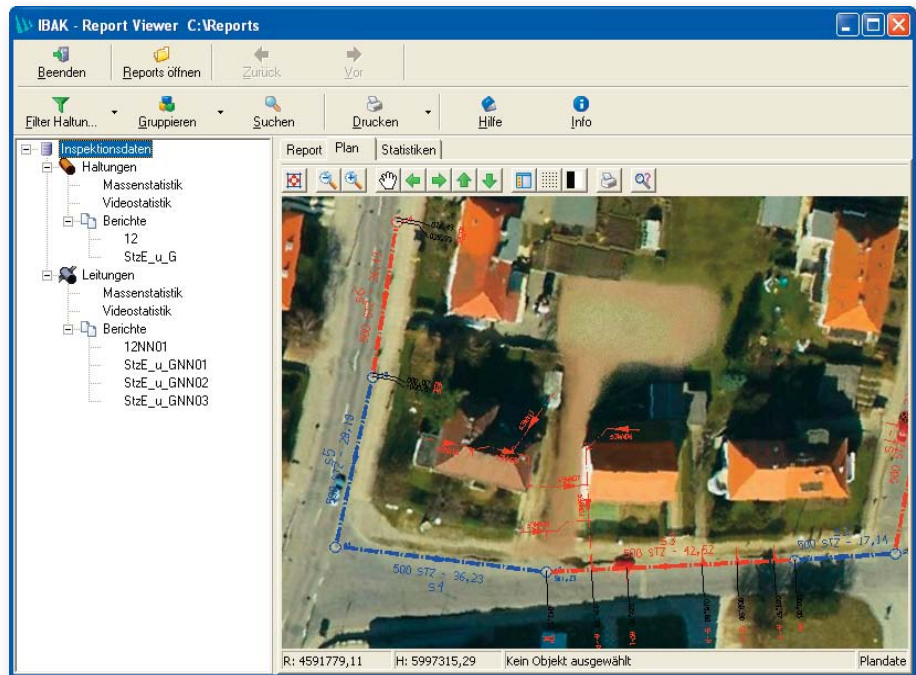 IBAK - Report Viewer C:\Reports
Beenden Reports öffnen Zurück Vor
Filter Haltun... Gruppieren Suchen Drucken Hilfe Info
Inspektionsdaten
Haltungen
Massenstatistik
Videostatistik
Berichte
12
StzE_u_G
Leitungen
Massenstatistik
Videostatistik
Berichte
12NN01
StzE_u_GNN01
StzE_u_GNN02
StzE_u_GNN03
Report Plan Statistiken
S5
500 STZ - 29,19
500 STZ - 36,23
S4
S3
500 STZ - 42,52
500 STZ - 17,14
R: 4591779,11 H: 5997315,29 Kein Objekt ausgewählt Plandate